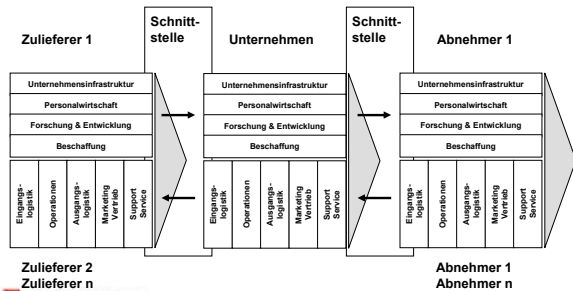 Schnitt-
stelle
Schnitt-
stelle
Zulieferer 1
Unternehmen
Abnehmer 1
Unternehmensinfrastruktur
Personalwirtschaft
Forschung & Entwicklung
Beschaffung
Eingangs-
logistik
Operationen
Ausgangs-
logistik
Marketing
Vertrieb
Support
Service
Unternehmensinfrastruktur
Personalwirtschaft
Forschung & Entwicklung
Beschaffung
Eingangs-
logistik
Operationen
Ausgangs-
logistik
Marketing
Vertrieb
Support
Service
Unternehmensinfrastruktur
Personalwirtschaft
Forschung & Entwicklung
Beschaffung
Eingangs-
logistik
Operationen
Ausgangs-
logistik
Marketing
Vertrieb
Support
Service
Zulieferer 2
Zulieferer n
Abnehmer 1
Abnehmer n